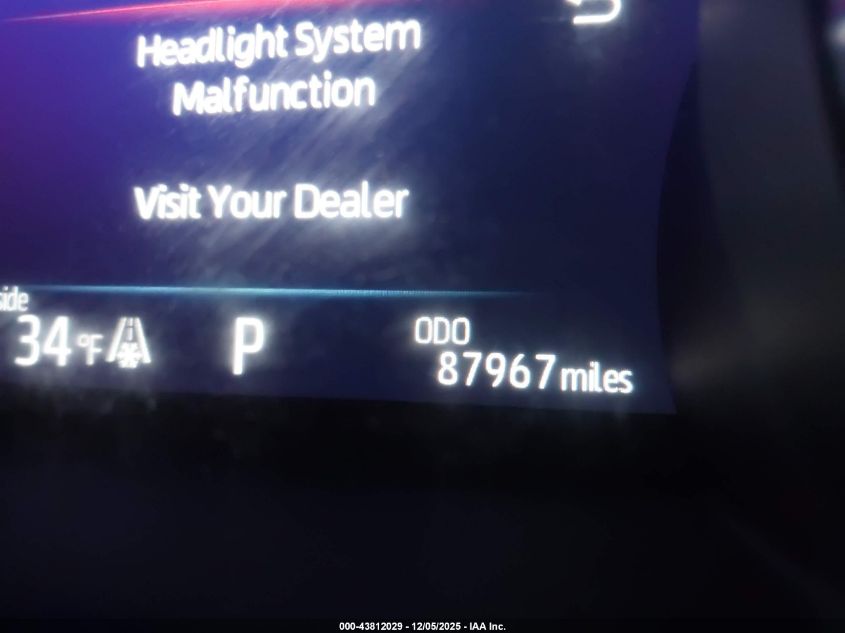 Headlight System
Malfunction
Visit Your Dealer
side
34 °F
P
ODO
87967 miles
000-43812029 - 12/05/2025 - IAA Inc.